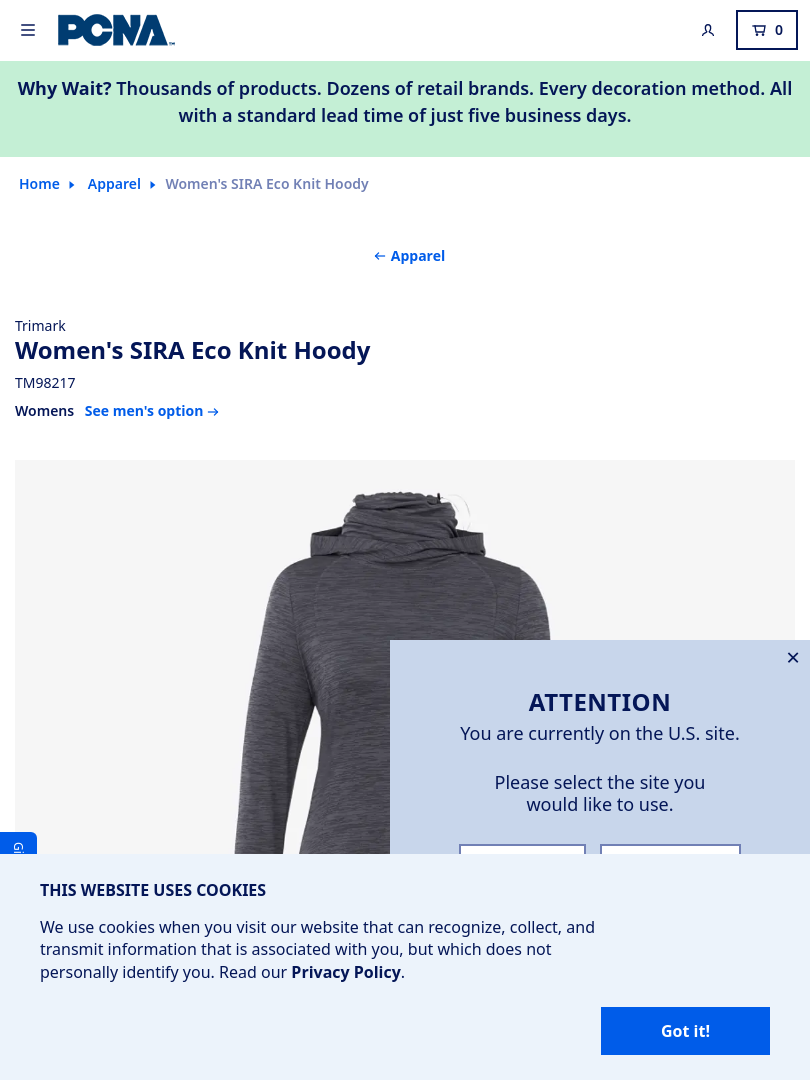 PCNA
0
Why Wait? Thousands of products. Dozens of retail brands. Every decoration method. All
with a standard lead time of just five business days.
Home Apparel Women's SIRA Eco Knit Hoody
← Apparel
Trimark
Women's SIRA Eco Knit Hoody
TM98217
Womens See men's option →
ATTENTION
You are currently on the U.S. site.
Please select the site you
would like to use.
THIS WEBSITE USES COOKIES
We use cookies when you visit our website that can recognize, collect, and
transmit information that is associated with you, but which does not
personally identify you. Read our Privacy Policy.
Got it!